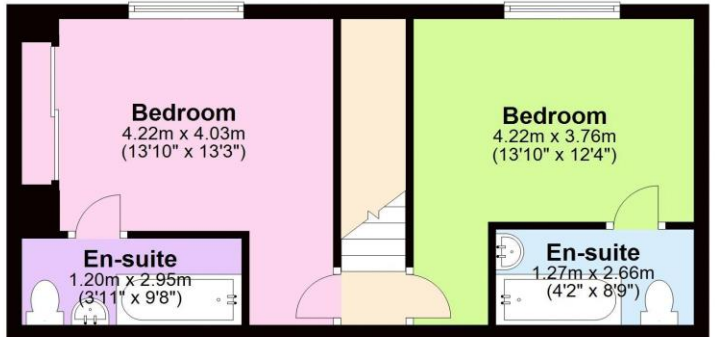 Bedroom
4.22m x 4.03m
(13'10" x 13'3")
Bedroom
4.22m x 3.76m
(13'10" x 12'4")
En-suite
1.20m x 2.95m
(3'11" x 9'8")
En-suite
1.27m x 2.66m
(4'2" x 8'9")